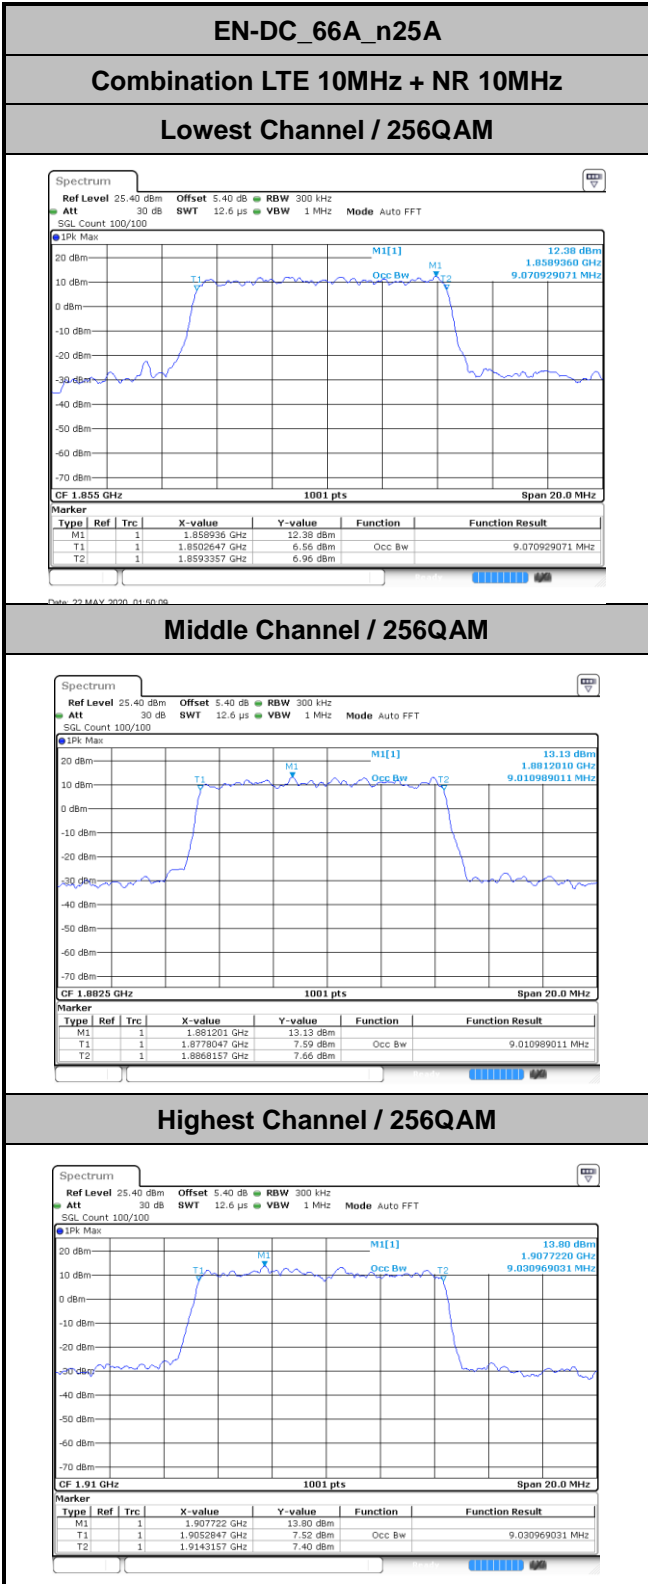 EN-DC_66A_n25A
Combination LTE 10MHz + NR 10MHz
Lowest Channel / 256QAM
Spectrum
Ref Level 25.40 dBm Offset 5.40 dB RBW 300 kHz
Att 30 dB SWT 12.6 µs VBW 1 MHz Mode Auto FFT
SGL Count 100/100
1Pk Max
M1[1] 12.38 dBm
1.8589360 GHz
Occ Bw 9.070929071 MHz
M1
T1
T2
20 dBm
10 dBm
0 dBm
-10 dBm
-20 dBm
-30 dBm
-40 dBm
-50 dBm
-60 dBm
-70 dBm
CF 1.855 GHz 1001 pts Span 20.0 MHz
Marker
Type Ref Trc X-value Y-value Function Function Result
M1 1 1.858936 GHz 12.38 dBm
T1 1 1.8502647 GHz 6.56 dBm Occ Bw 9.070929071 MHz
T2 1 1.8593357 GHz 6.96 dBm
Date: 22 MAY 2020 01:50:09
Middle Channel / 256QAM
Spectrum
Ref Level 25.40 dBm Offset 5.40 dB RBW 300 kHz
Att 30 dB SWT 12.6 µs VBW 1 MHz Mode Auto FFT
SGL Count 100/100
1Pk Max
M1[1] 13.13 dBm
1.8812010 GHz
Occ Bw 9.010989011 MHz
M1
T1
T2
20 dBm
10 dBm
0 dBm
-10 dBm
-20 dBm
-30 dBm
-40 dBm
-50 dBm
-60 dBm
-70 dBm
CF 1.8825 GHz 1001 pts Span 20.0 MHz
Marker
Type Ref Trc X-value Y-value Function Function Result
M1 1 1.881201 GHz 13.13 dBm
T1 1 1.8778047 GHz 7.59 dBm Occ Bw 9.010989011 MHz
T2 1 1.8868157 GHz 7.66 dBm
Highest Channel / 256QAM
Spectrum
Ref Level 25.40 dBm Offset 5.40 dB RBW 300 kHz
Att 30 dB SWT 12.6 µs VBW 1 MHz Mode Auto FFT
SGL Count 100/100
1Pk Max
M1[1] 13.80 dBm
1.9077220 GHz
Occ Bw 9.030969031 MHz
M1
T1
T2
20 dBm
10 dBm
0 dBm
-10 dBm
-20 dBm
-30 dBm
-40 dBm
-50 dBm
-60 dBm
-70 dBm
CF 1.91 GHz 1001 pts Span 20.0 MHz
Marker
Type Ref Trc X-value Y-value Function Function Result
M1 1 1.907722 GHz 13.80 dBm
T1 1 1.9052847 GHz 7.52 dBm Occ Bw 9.030969031 MHz
T2 1 1.9143157 GHz 7.40 dBm